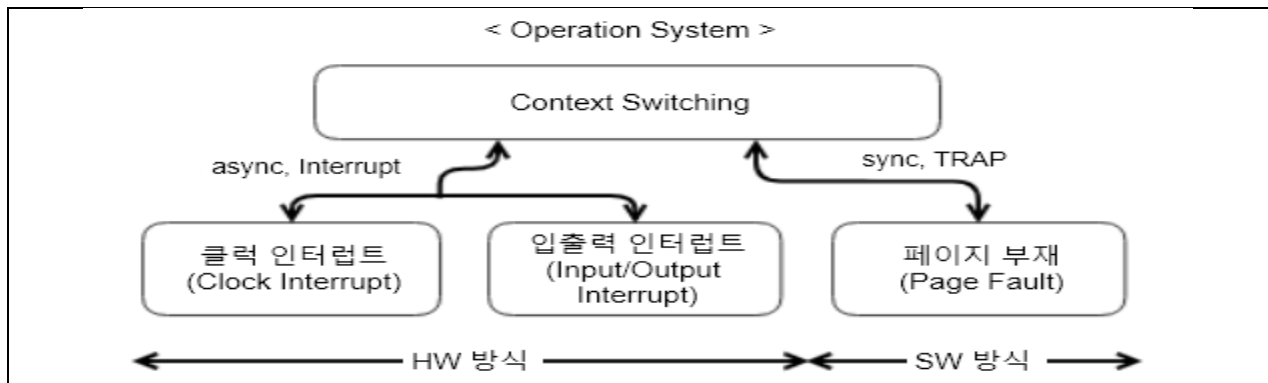 < Operation System >
Context Switching
async, Interrupt
sync, TRAP
클럭 인터럽트
(Clock Interrupt)
입출력 인터럽트
(Input/Output
Interrupt)
페이지 부재
(Page Fault)
HW 방식
SW 방식